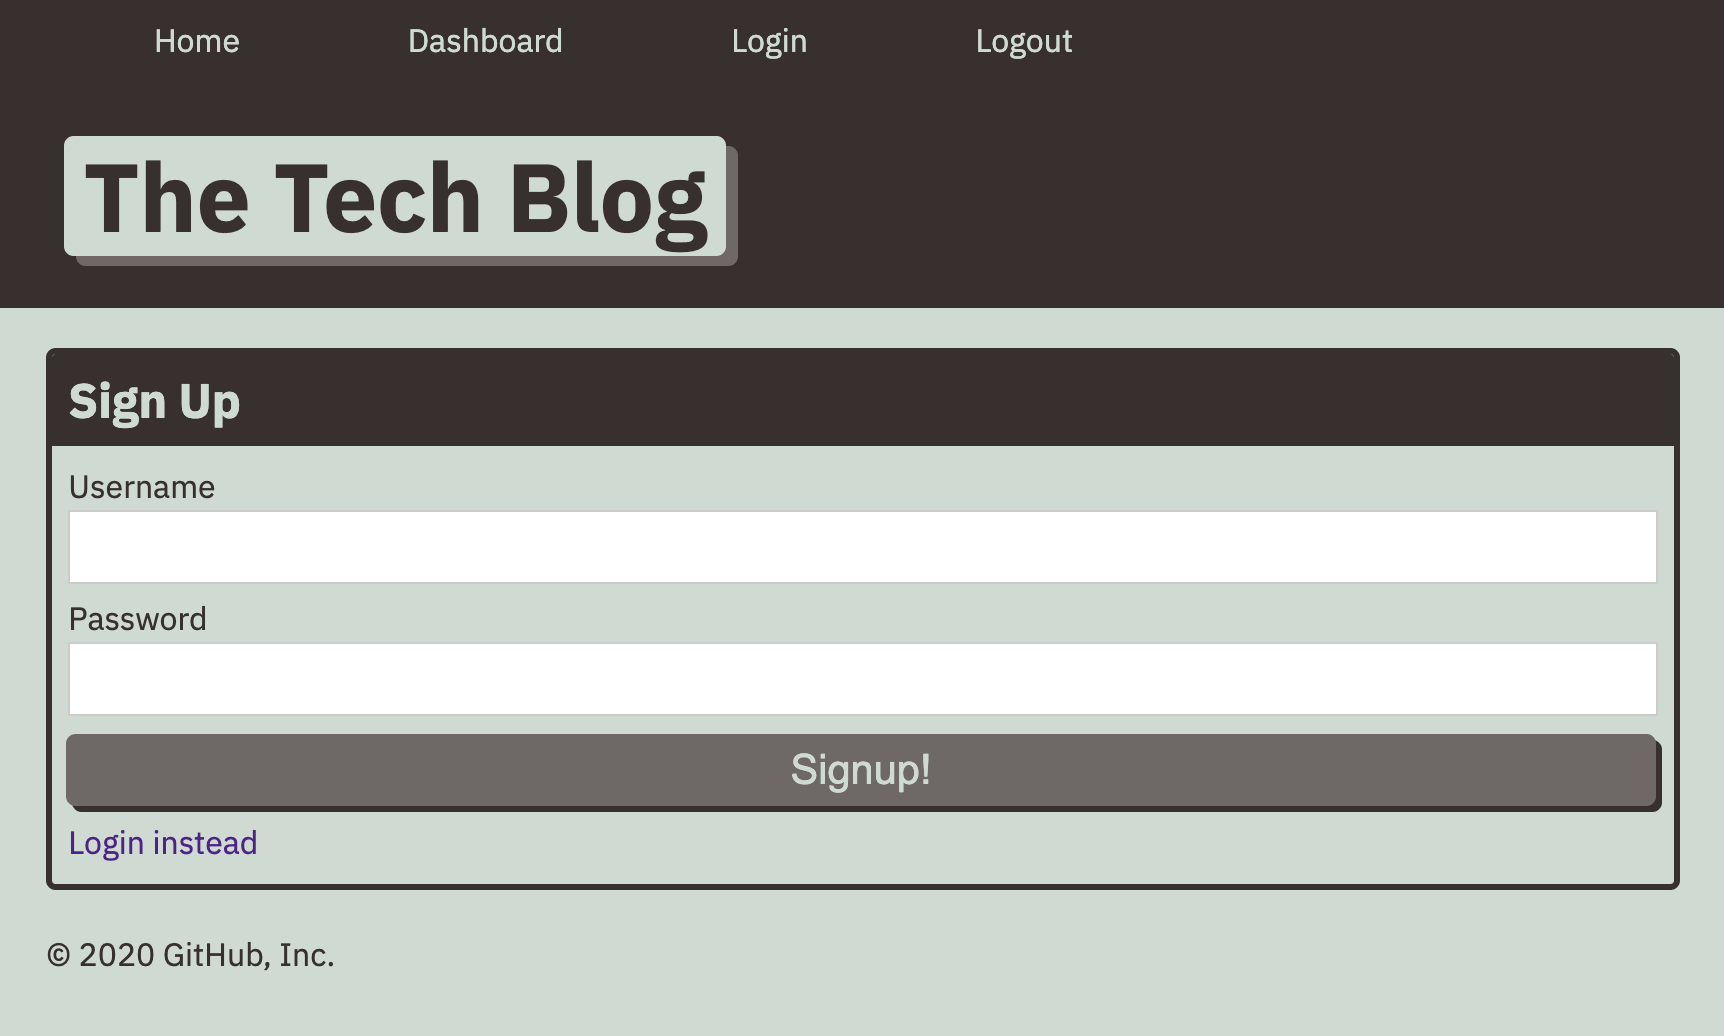 Home Dashboard Login Logout
The Tech Blog
Sign Up
Username
Password
Signup!
Login instead
© 2020 GitHub, Inc.